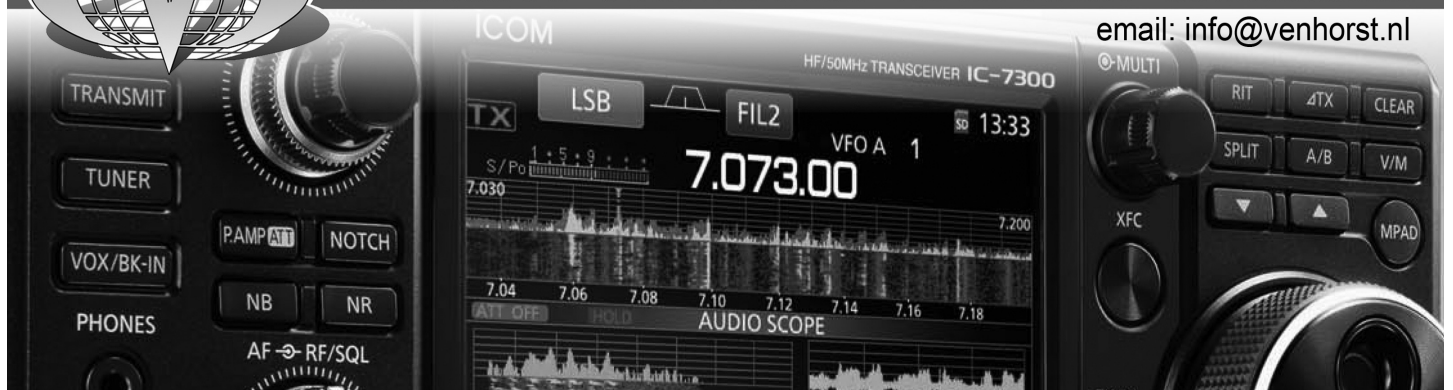 email: info@venhorst.nl
ICOM
HF/50MHz TRANSCEIVER IC-7300
MULTI
TRANSMIT
TUNER
VOX/BK-IN
PHONES
P.AMP ATT
NOTCH
NB
NR
AF RF/SQL
TX
LSB
FIL2
SD 13:33
VFO A 1
S/Po 1 • 5 • 9 • • •
7.073.00
7.030
7.200
7.04 7.06 7.08 7.10 7.12 7.14 7.16 7.18
ATT OFF
HOLD
AUDIO SCOPE
RIT
⊿TX
CLEAR
SPLIT
A/B
V/M
XFC
MPAD